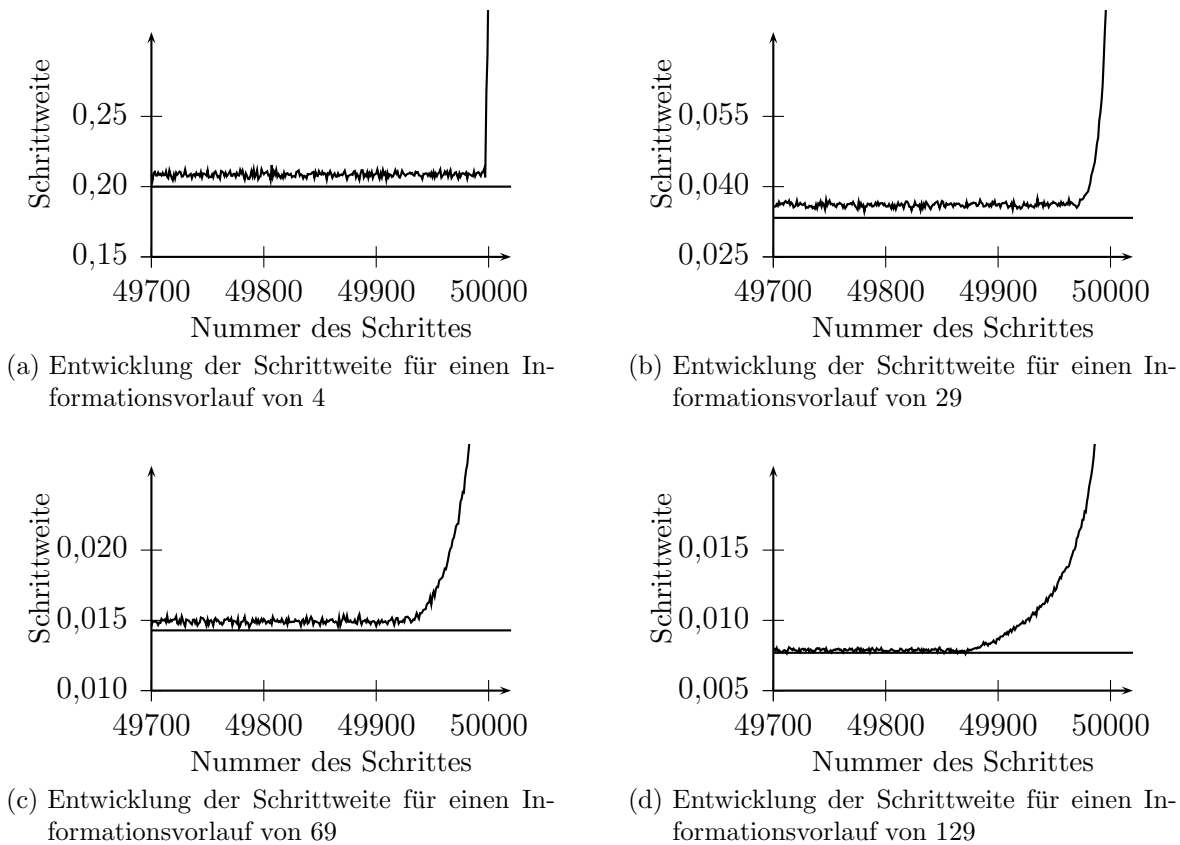 Schrittweite
0,25
0,20
0,15
49700 49800 49900 50000
Nummer des Schrittes
(a) Entwicklung der Schrittweite für einen In-
formationsvorlauf von 4
Schrittweite
0,055
0,040
0,025
49700 49800 49900 50000
Nummer des Schrittes
(b) Entwicklung der Schrittweite für einen In-
formationsvorlauf von 29
Schrittweite
0,020
0,015
0,010
49700 49800 49900 50000
Nummer des Schrittes
(c) Entwicklung der Schrittweite für einen In-
formationsvorlauf von 69
Schrittweite
0,015
0,010
0,005
49700 49800 49900 50000
Nummer des Schrittes
(d) Entwicklung der Schrittweite für einen In-
formationsvorlauf von 129